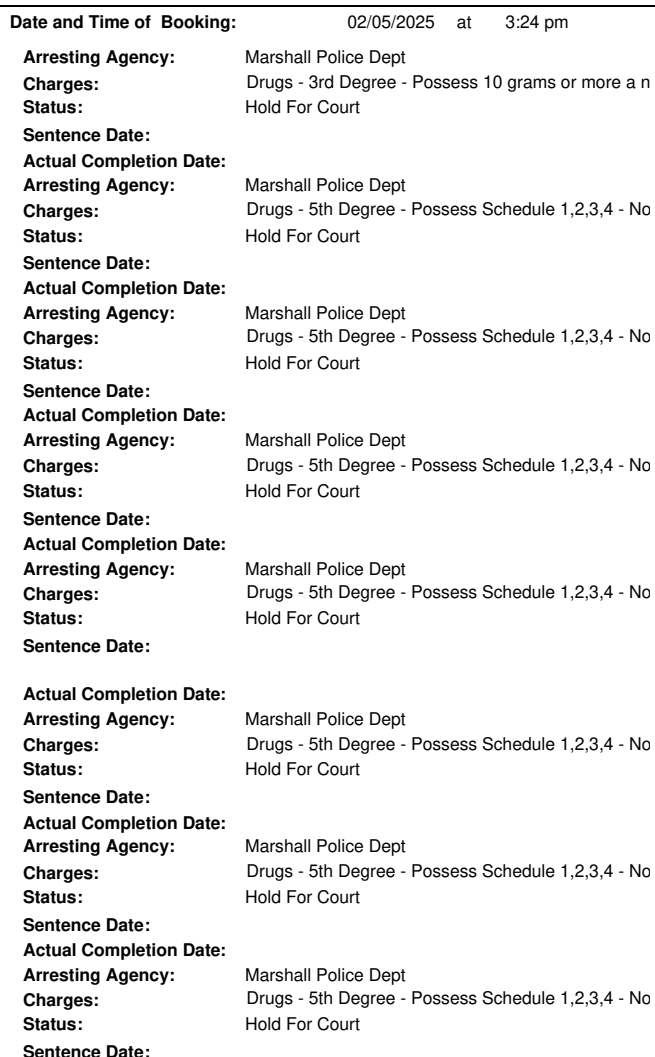 Date and Time of Booking: 02/05/2025 at 3:24 pm
Arresting Agency: Marshall Police Dept
Charges: Drugs - 3rd Degree - Possess 10 grams or more a n
Status: Hold For Court
Sentence Date:
Actual Completion Date:
Arresting Agency: Marshall Police Dept
Charges: Drugs - 5th Degree - Possess Schedule 1,2,3,4 - No
Status: Hold For Court
Sentence Date:
Actual Completion Date:
Arresting Agency: Marshall Police Dept
Charges: Drugs - 5th Degree - Possess Schedule 1,2,3,4 - No
Status: Hold For Court
Sentence Date:
Actual Completion Date:
Arresting Agency: Marshall Police Dept
Charges: Drugs - 5th Degree - Possess Schedule 1,2,3,4 - No
Status: Hold For Court
Sentence Date:
Actual Completion Date:
Arresting Agency: Marshall Police Dept
Charges: Drugs - 5th Degree - Possess Schedule 1,2,3,4 - No
Status: Hold For Court
Sentence Date:
Actual Completion Date:
Arresting Agency: Marshall Police Dept
Charges: Drugs - 5th Degree - Possess Schedule 1,2,3,4 - No
Status: Hold For Court
Sentence Date:
Actual Completion Date:
Arresting Agency: Marshall Police Dept
Charges: Drugs - 5th Degree - Possess Schedule 1,2,3,4 - No
Status: Hold For Court
Sentence Date:
Actual Completion Date:
Arresting Agency: Marshall Police Dept
Charges: Drugs - 5th Degree - Possess Schedule 1,2,3,4 - No
Status: Hold For Court
Sentence Date: